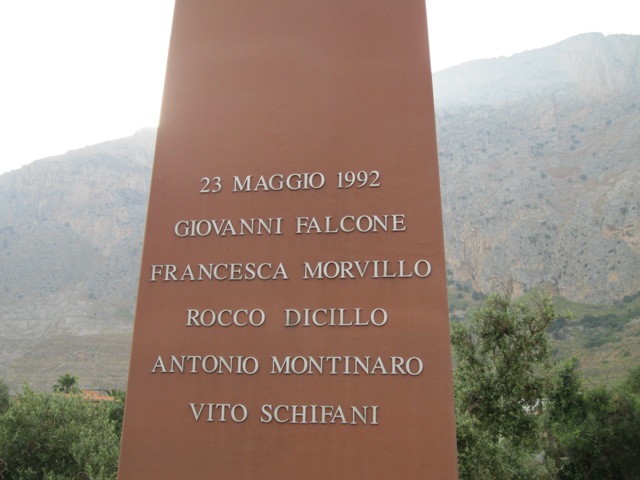 23 MAGGIO 1992
GIOVANNI FALCONE
FRANCESCA MORVILLO
ROCCO DICILLO
ANTONIO MONTINARO
VITO SCHIFANI